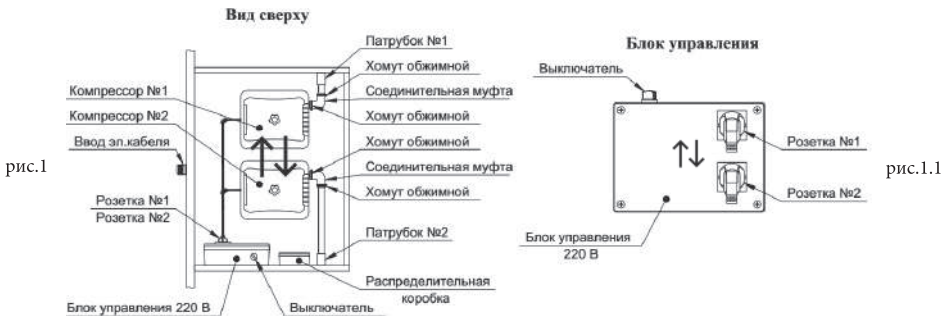 Вид сверху
Патрубок №1
Хомут обжимной
Соединительная муфта
Хомут обжимной
Хомут обжимной
Соединительная муфта
Хомут обжимной
Патрубок №2
Распределительная
коробка
Компрессор №1
Компрессор №2
Ввод эл.кабеля
рис.1
Розетка №1
Розетка №2
Блок управления 220 В
Выключатель
Блок управления
Выключатель
Розетка №1
Розетка №2
рис.1.1
Блок управления
220 В